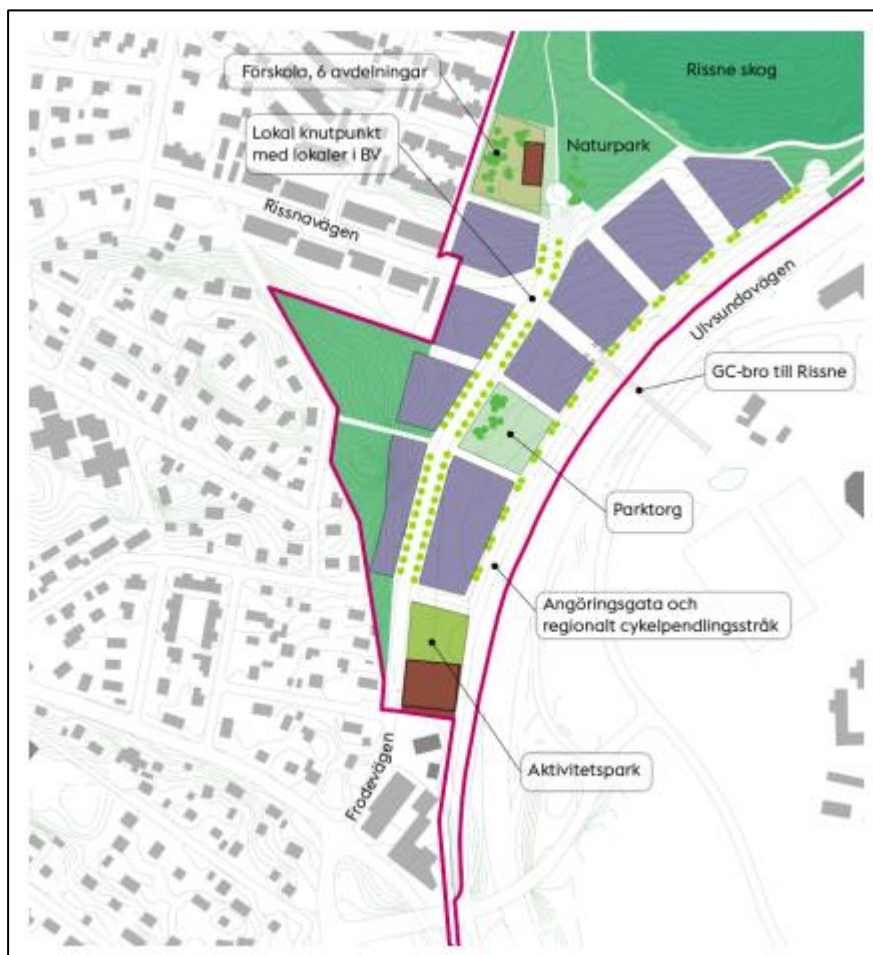 Förskola, 6 avdelningar
Rissne skog
Lokal knutpunkt
med lokaler i BV
Naturpark
Rissnavägen
Ulvsundavägen
GC-bro till Rissne
Parktorg
Angöringsgata och
regionalt cykelpendlingsstråk
Aktivitetspark
Frodevägen